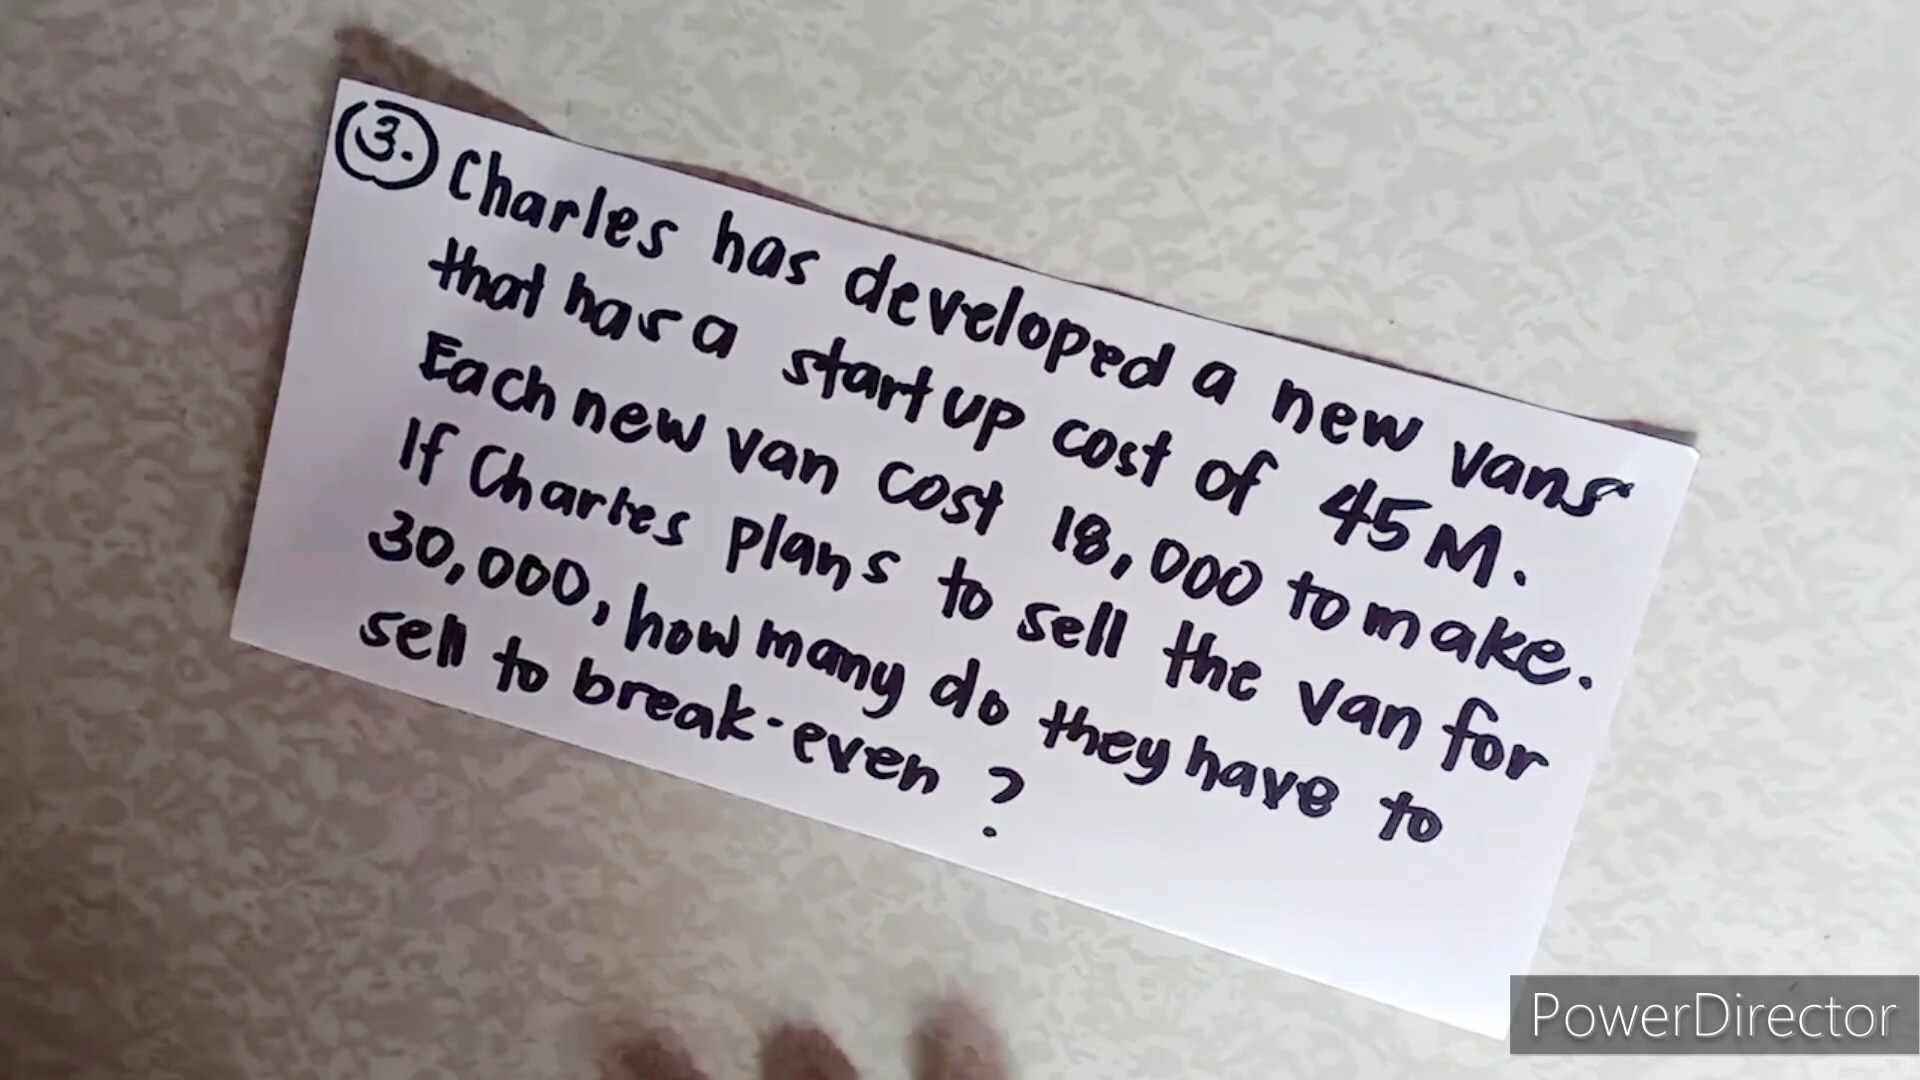 3. Charles has developed a new vans
that has a start up cost of 45M.
Each new van cost 18,000 to make.
If Charles plans to sell the van for
30,000, how many do they have to
sell to break-even?
PowerDirector